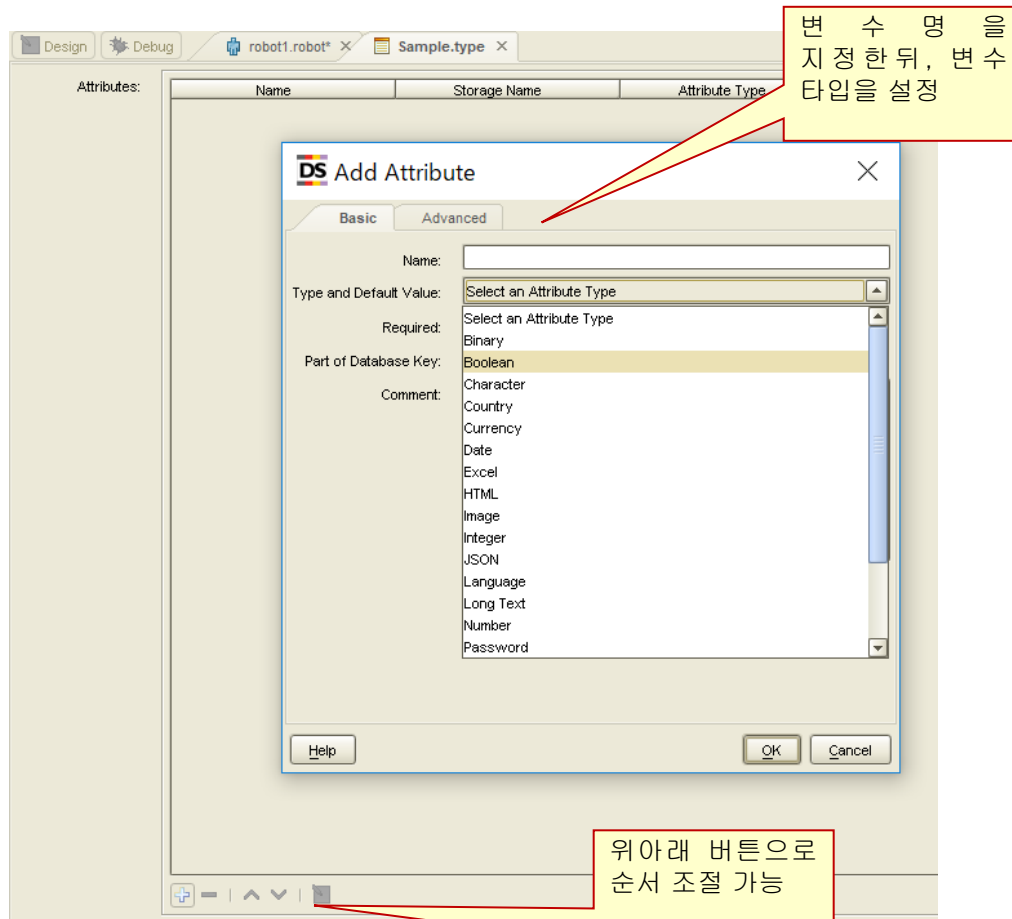 변 수 명 을
지정한뒤, 변수
타입을 설정
Design Debug robot1.robot* Sample.type
Attributes: Name Storage Name Attribute Type
DS Add Attribute
Basic Advanced
Name:
Type and Default Value: Select an Attribute Type
Required:
Part of Database Key:
Comment:
Select an Attribute Type
Binary
Boolean
Character
Country
Currency
Date
Excel
HTML
Image
Integer
JSON
Language
Long Text
Number
Password
Help OK Cancel
위아래 버튼으로
순서 조절 가능